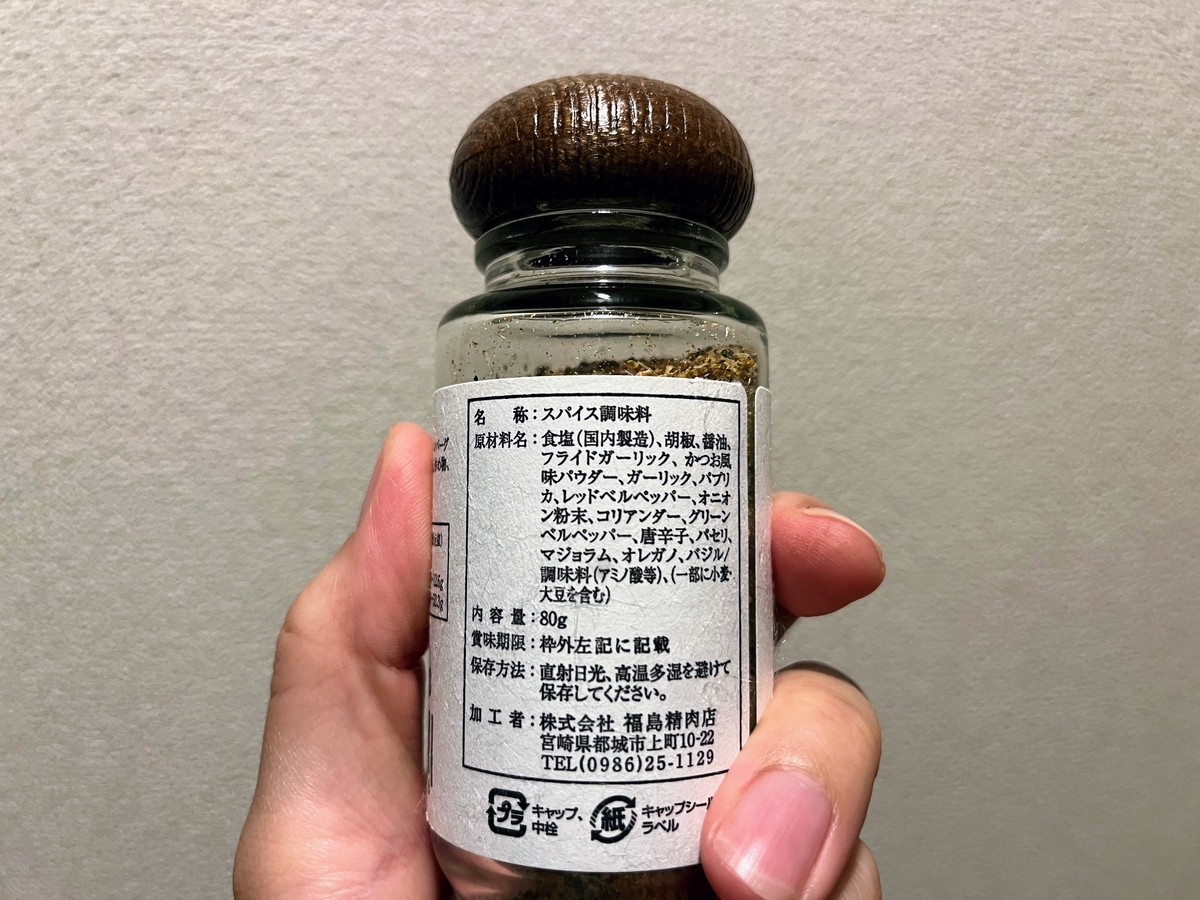 名　　称：スパイス調味料
原材料名：食塩(国内製造)、胡椒、醤油、
フライドガーリック、かつお風
味パウダー、ガーリック、パプリ
カ、レッドベルペッパー、オニオ
ン粉末、コリアンダー、グリーン
ベルペッパー、唐辛子、パセリ、
マジョラム、オレガノ、バジル/
調味料(アミノ酸等)、(一部に小麦・
大豆を含む)
内 容 量：80g
賞味期限：枠外左記に記載
保存方法：直射日光、高温多湿を避けて
保存してください。
加 工 者：株式会社 福島精肉店
宮崎県都城市上町10-22
TEL(0986)25-1129
プラ
キャップ、
中栓
紙
キャップシール
ラベル